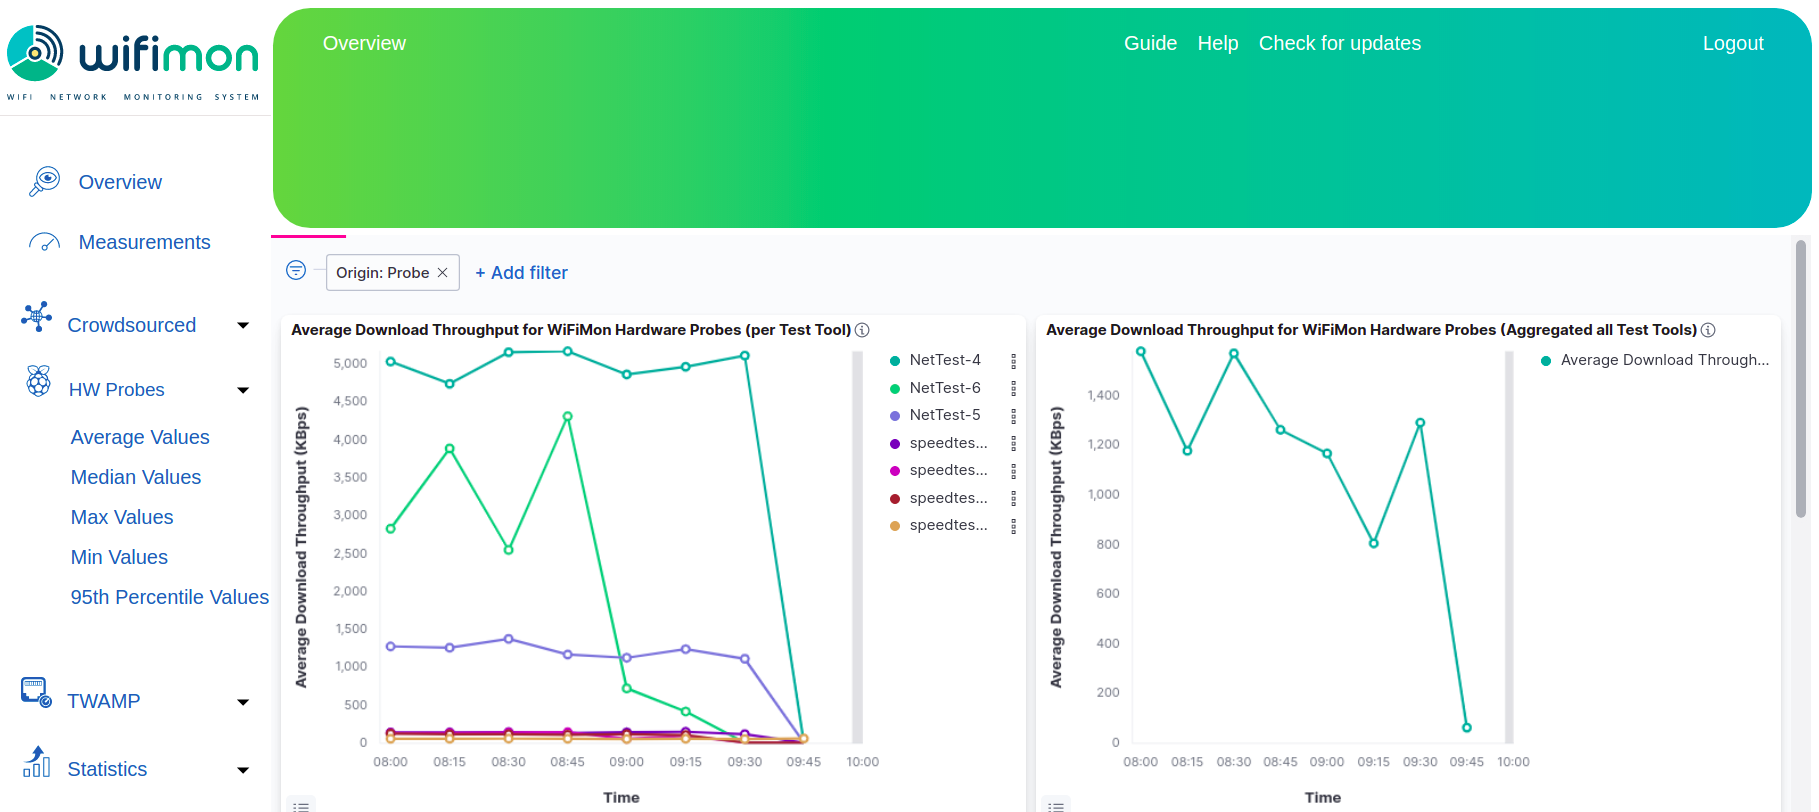 wifimon
WIFI NETWORK MONITORING SYSTEM
Overview
Guide Help Check for updates
Logout
Overview
Measurements
Crowdsourced
HW Probes
Average Values
Median Values
Max Values
Min Values
95th Percentile Values
TWAMP
Statistics
Origin: Probe
+ Add filter
Average Download Throughput for WiFiMon Hardware Probes (per Test Tool)
Average Download Throughput (KBps)
5,000
4,500
4,000
3,500
3,000
2,500
2,000
1,500
1,000
500
0
08:00 08:15 08:30 08:45 09:00 09:15 09:30 09:45 10:00
Time
NetTest-4
NetTest-6
NetTest-5
speedtes...
speedtes...
speedtes...
speedtes...
Average Download Throughput for WiFiMon Hardware Probes (Aggregated all Test Tools)
Average Download Throughput (KBps)
1,400
1,200
1,000
800
600
400
200
0
08:00 08:15 08:30 08:45 09:00 09:15 09:30 09:45 10:00
Time
Average Download Through...